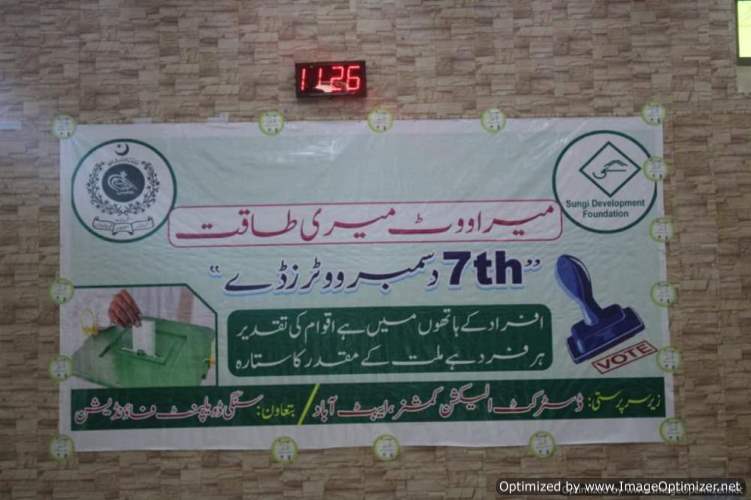 11:26
Sungi Development
Foundation
میرا ووٹ میری طاقت
”7th دسمبر ووٹرز ڈے“
افراد کے ہاتھوں میں ہے اقوام کی تقدیر
ہر فرد ہے ملت کے مقدر کا ستارہ
VOTE
زیر سرپرستی: ڈسٹرکٹ الیکشن کمشنر، ایبٹ آباد / بتعاون: سنگی ڈویلپمنٹ فاؤنڈیشن
Optimized by www.ImageOptimizer.net